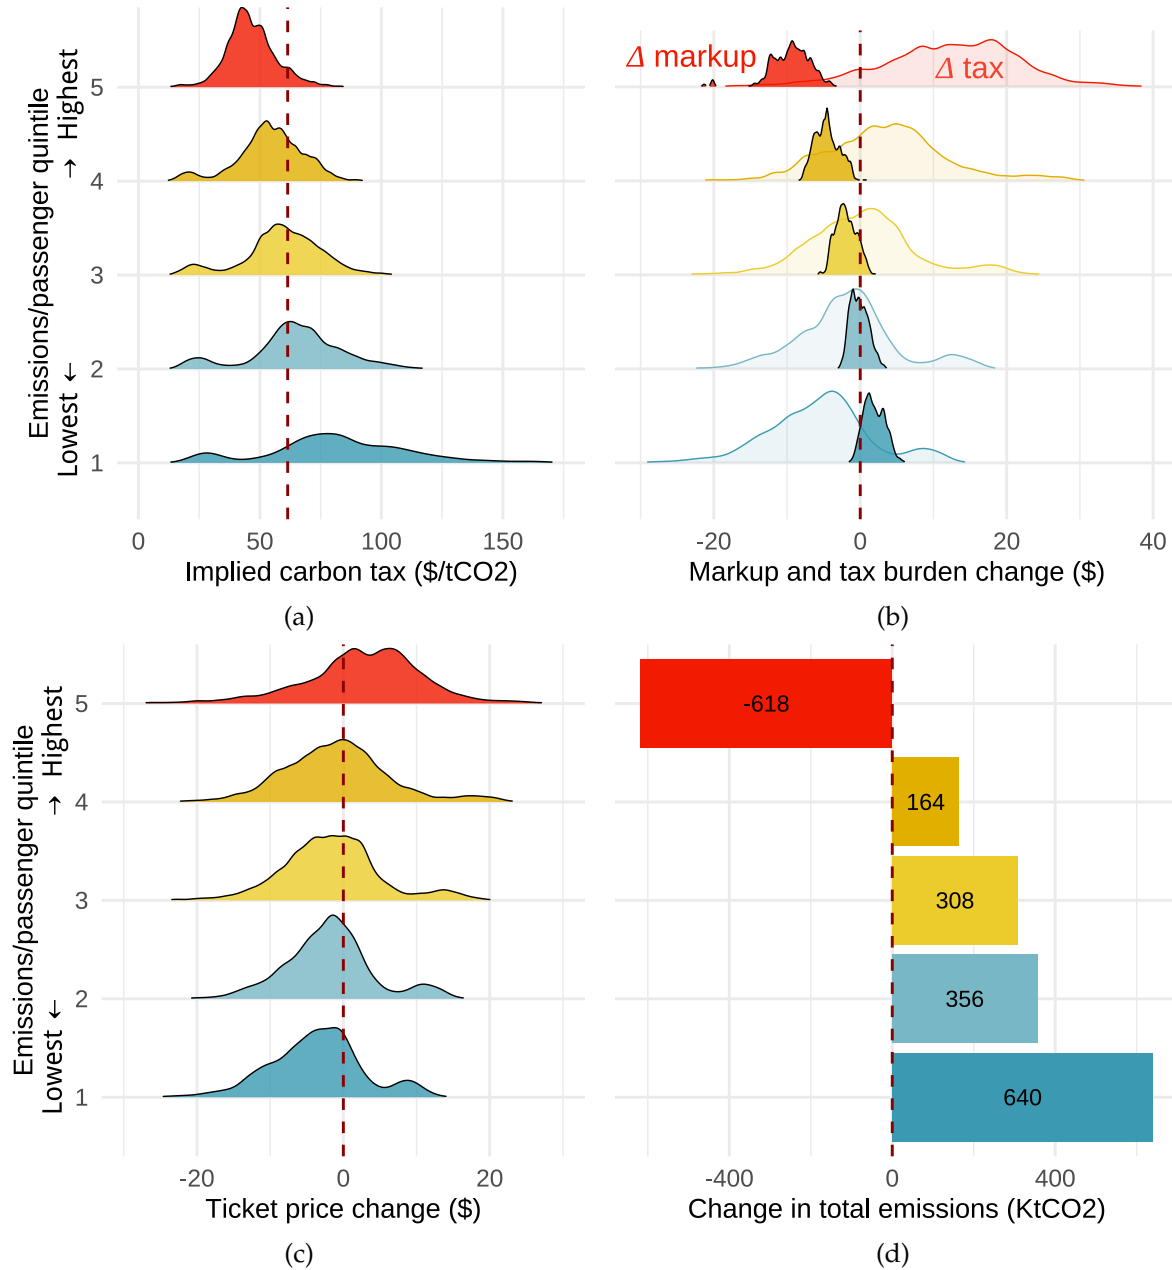 Emissions/passenger quintile
Lowest ← → Highest
5
4
3
2
1
0 50 100 150
Implied carbon tax ($/tCO2)
(a)
Δ markup
Δ tax
-20 0 20 40
Markup and tax burden change ($)
(b)
Emissions/passenger quintile
Lowest ← → Highest
5
4
3
2
1
-20 0 20
Ticket price change ($)
(c)
-618
164
308
356
640
-400 0 400
Change in total emissions (KtCO2)
(d)